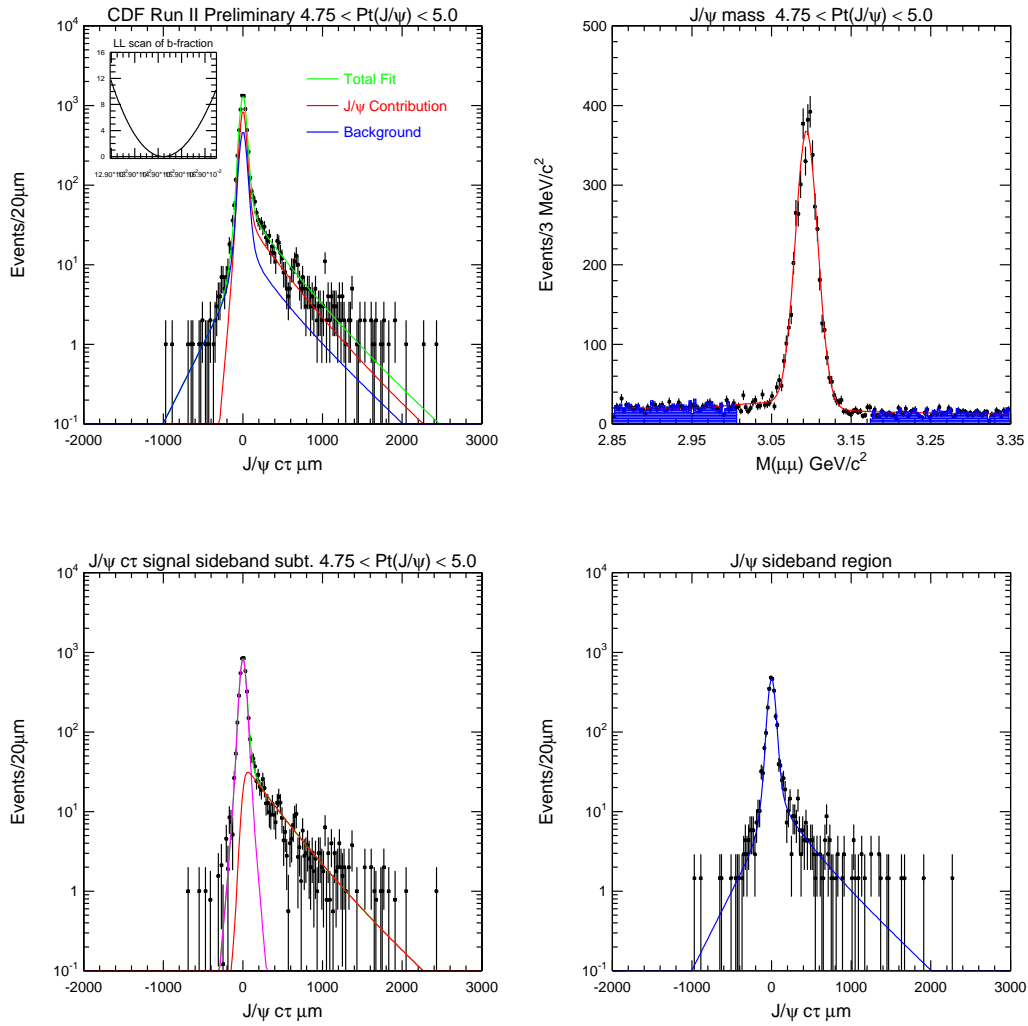 CDF Run II Preliminary 4.75 < Pt(J/ψ) < 5.0
LL scan of b-fraction
16
12
8
4
0
Total Fit
J/ψ Contribution
Background
Events/20μm
10^4
10^3
10^2
10
1
10^-1
-2000 -1000 0 1000 2000 3000
J/ψ cτ μm
J/ψ mass 4.75 < Pt(J/ψ) < 5.0
Events/3 MeV/c^2
500
400
300
200
100
0
2.85 2.95 3.05 3.15 3.25 3.35
M(μμ) GeV/c^2
J/ψ cτ signal sideband subt. 4.75 < Pt(J/ψ) < 5.0
Events/20μm
10^4
10^3
10^2
10
1
10^-1
-2000 -1000 0 1000 2000 3000
J/ψ cτ μm
J/ψ sideband region
Events/20μm
10^4
10^3
10^2
10
1
10^-1
-2000 -1000 0 1000 2000 3000
J/ψ cτ μm